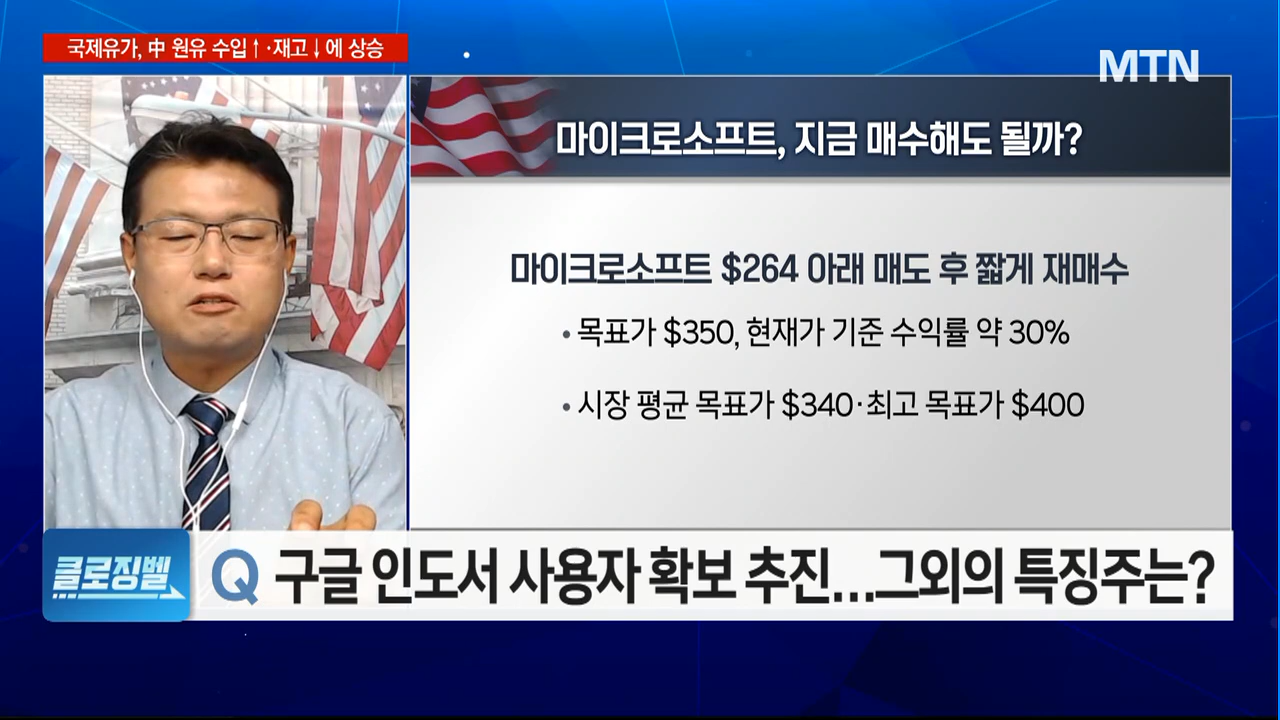 국제유가, 中 원유 수입↑·재고↓에 상승
MTN
마이크로소프트, 지금 매수해도 될까?
마이크로소프트 $264 아래 매도 후 짧게 재매수
• 목표가 $350, 현재가 기준 수익률 약 30%
• 시장 평균 목표가 $340·최고 목표가 $400
클로징벨
Q 구글 인도서 사용자 확보 추진...그외의 특징주는?